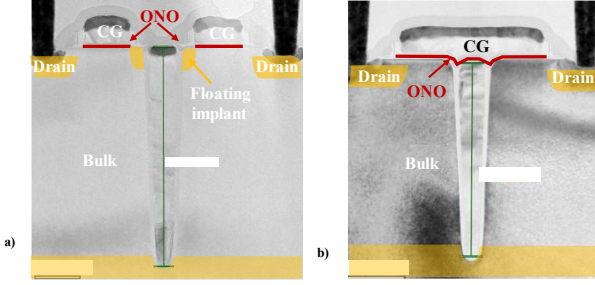 ONO
CG
CG
Drain
Drain
Floating
implant
Bulk
a)
CG
Drain
Drain
ONO
Bulk
b)